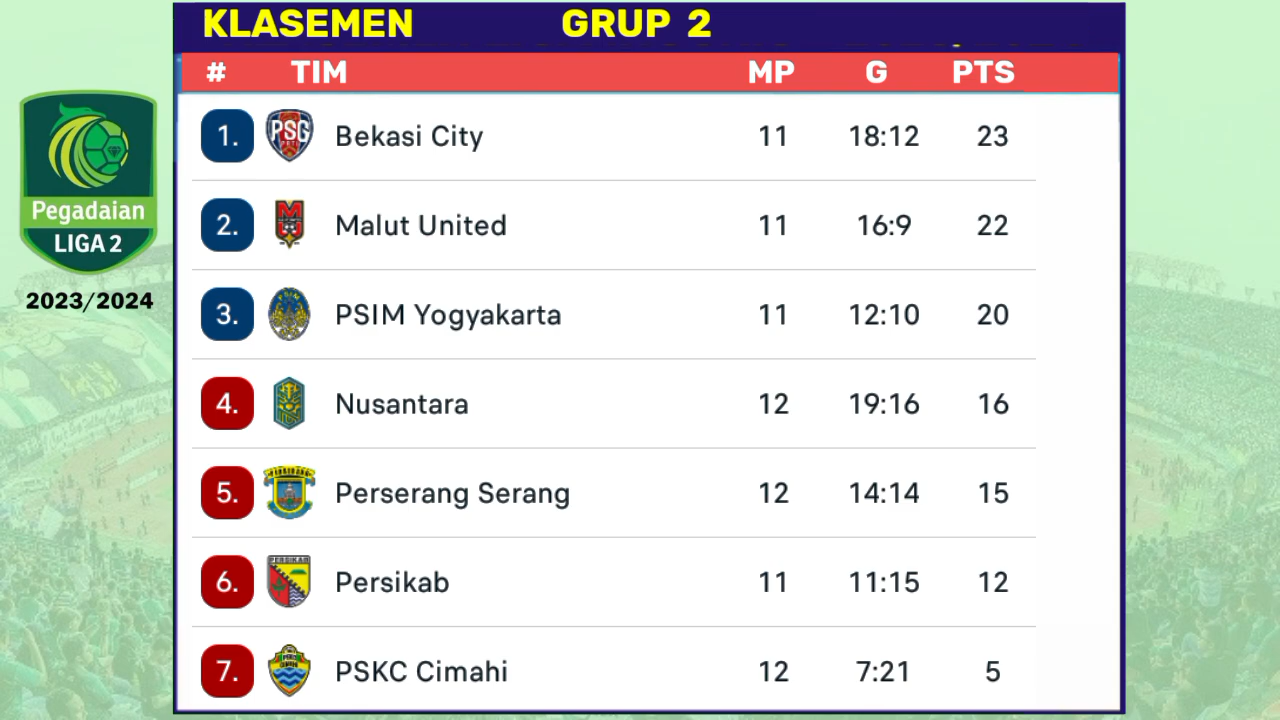 KLASEMEN GRUP 2
# TIM MP G PTS
1. PSG Bekasi City 11 18:12 23
2. Malut United 11 16:9 22
3. PSIM Yogyakarta 11 12:10 20
4. Nusantara 12 19:16 16
5. Perserang Serang 12 14:14 15
6. PERSIKAB Persikab 11 11:15 12
7. PSKC Cimahi 12 7:21 5
Pegadaian
LIGA 2
2023/2024